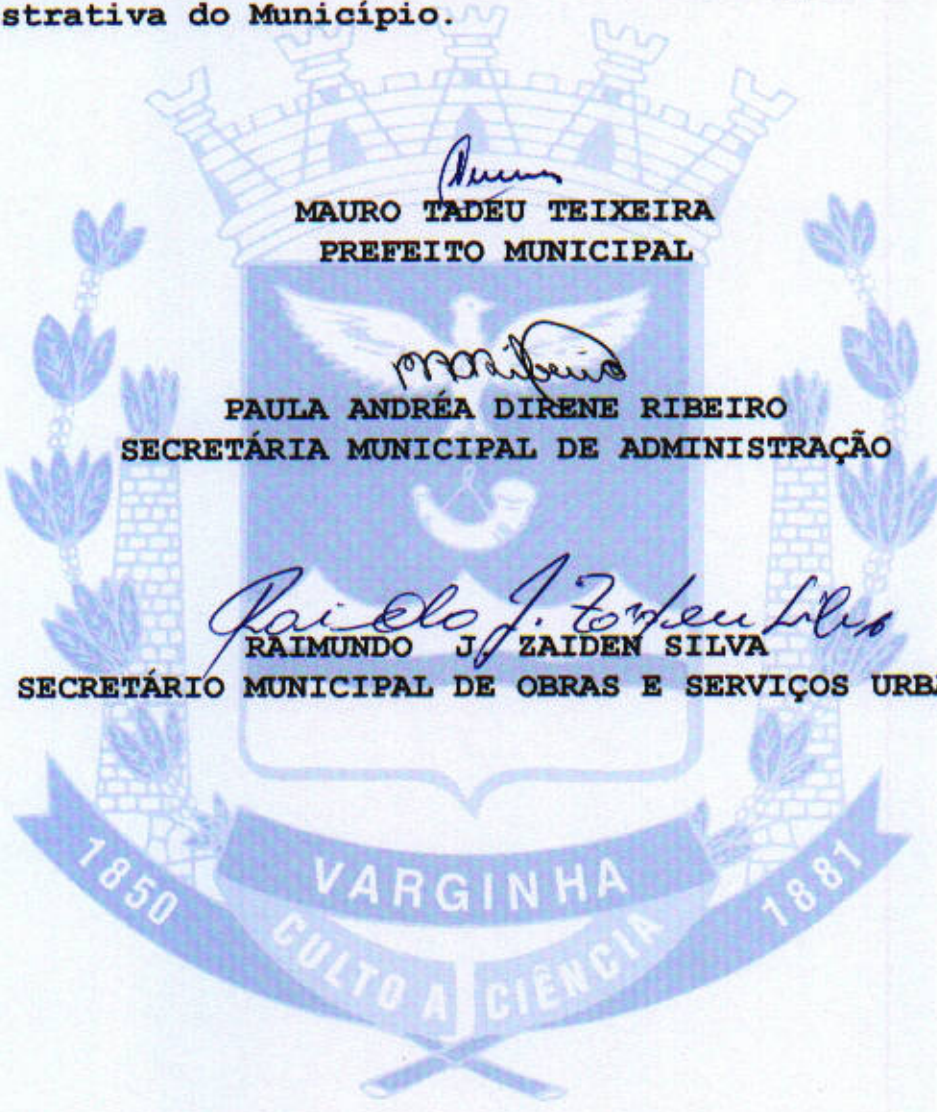 strativa do Município.
MAURO TADEU TEIXEIRA
PREFEITO MUNICIPAL
PAULA ANDRÉA DIRENE RIBEIRO
SECRETÁRIA MUNICIPAL DE ADMINISTRAÇÃO
RAIMUNDO J ZAIDEN SILVA
SECRETÁRIO MUNICIPAL DE OBRAS E SERVIÇOS URB
1850 VARGINHA 1881
CULTO A CIÊNCIA